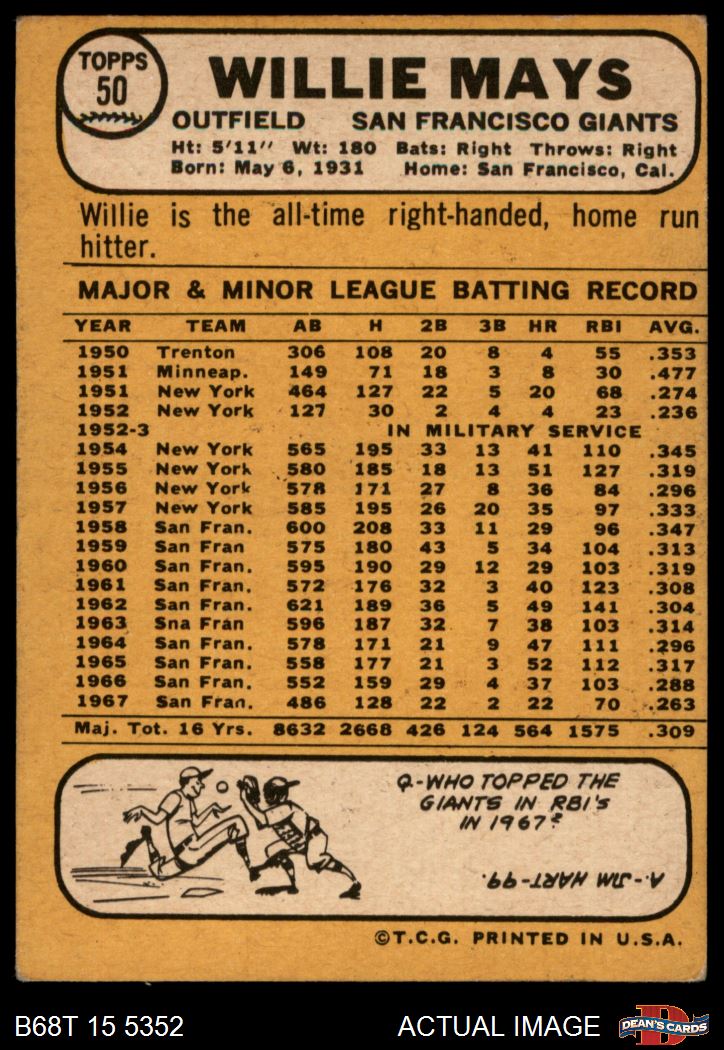 TOPPS
50
WILLIE MAYS
OUTFIELD SAN FRANCISCO GIANTS
Ht: 5'11" Wt: 180 Bats: Right Throws: Right
Born: May 6, 1931 Home: San Francisco, Cal.
Willie is the all-time right-handed, home run
hitter.
MAJOR & MINOR LEAGUE BATTING RECORD
YEAR TEAM AB H 2B 3B HR RBI AVG.
1950 Trenton 306 108 20 8 4 55 .353
1951 Minneap. 149 71 18 3 8 30 .477
1951 New York 464 127 22 5 20 68 .274
1952 New York 127 30 2 4 4 23 .236
1952-3 IN MILITARY SERVICE
1954 New York 565 195 33 13 41 110 .345
1955 New York 580 185 18 13 51 127 .319
1956 New York 578 171 27 8 36 84 .296
1957 New York 585 195 26 20 35 97 .333
1958 San Fran. 600 208 33 11 29 96 .347
1959 San Fran 575 180 43 5 34 104 .313
1960 San Fran. 595 190 29 12 29 103 .319
1961 San Fran. 572 176 32 3 40 123 .308
1962 San Fran. 621 189 36 5 49 141 .304
1963 Sna Fran 596 187 32 7 38 103 .314
1964 San Fran. 578 171 21 9 47 111 .296
1965 San Fran. 558 177 21 3 52 112 .317
1966 San Fran. 552 159 29 4 37 103 .288
1967 San Fran. 486 128 22 2 22 70 .263
Maj. Tot. 16 Yrs. 8632 2668 426 124 564 1575 .309
Q-WHO TOPPED THE
GIANTS IN RBI's
IN 1967?
A-JIM HART-99.
©T.C.G. PRINTED IN U.S.A.
B68T 15 5352 ACTUAL IMAGE DEAN'S CARDS